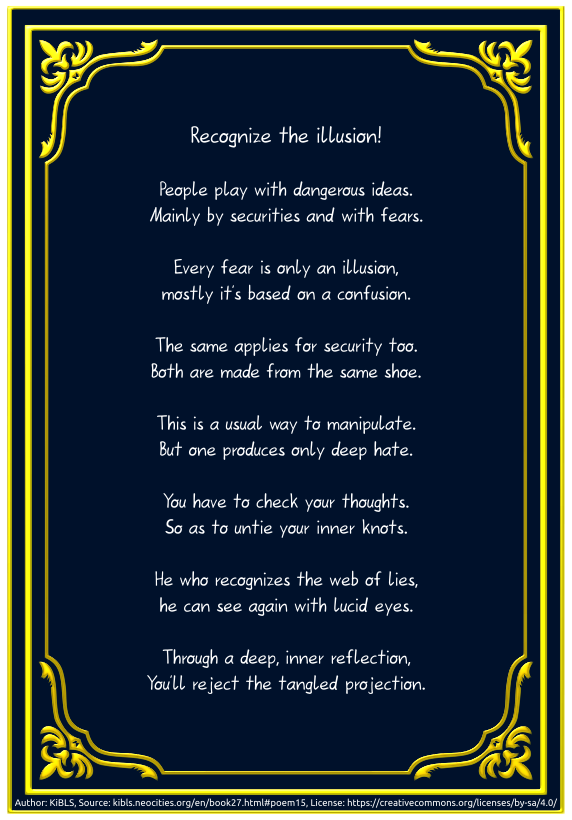 Recognize the illusion!
People play with dangerous ideas.
Mainly by securities and with fears.
Every fear is only an illusion,
mostly it's based on a confusion.
The same applies for security too.
Both are made from the same shoe.
This is a usual way to manipulate.
But one produces only deep hate.
You have to check your thoughts.
So as to untie your inner knots.
He who recognizes the web of lies,
he can see again with lucid eyes.
Through a deep, inner reflection,
You'll reject the tangled projection.
Author: KiBLS, Source: kibls.neocities.org/en/book27.html#poem15, License: https://creativecommons.org/licenses/by-sa/4.0/